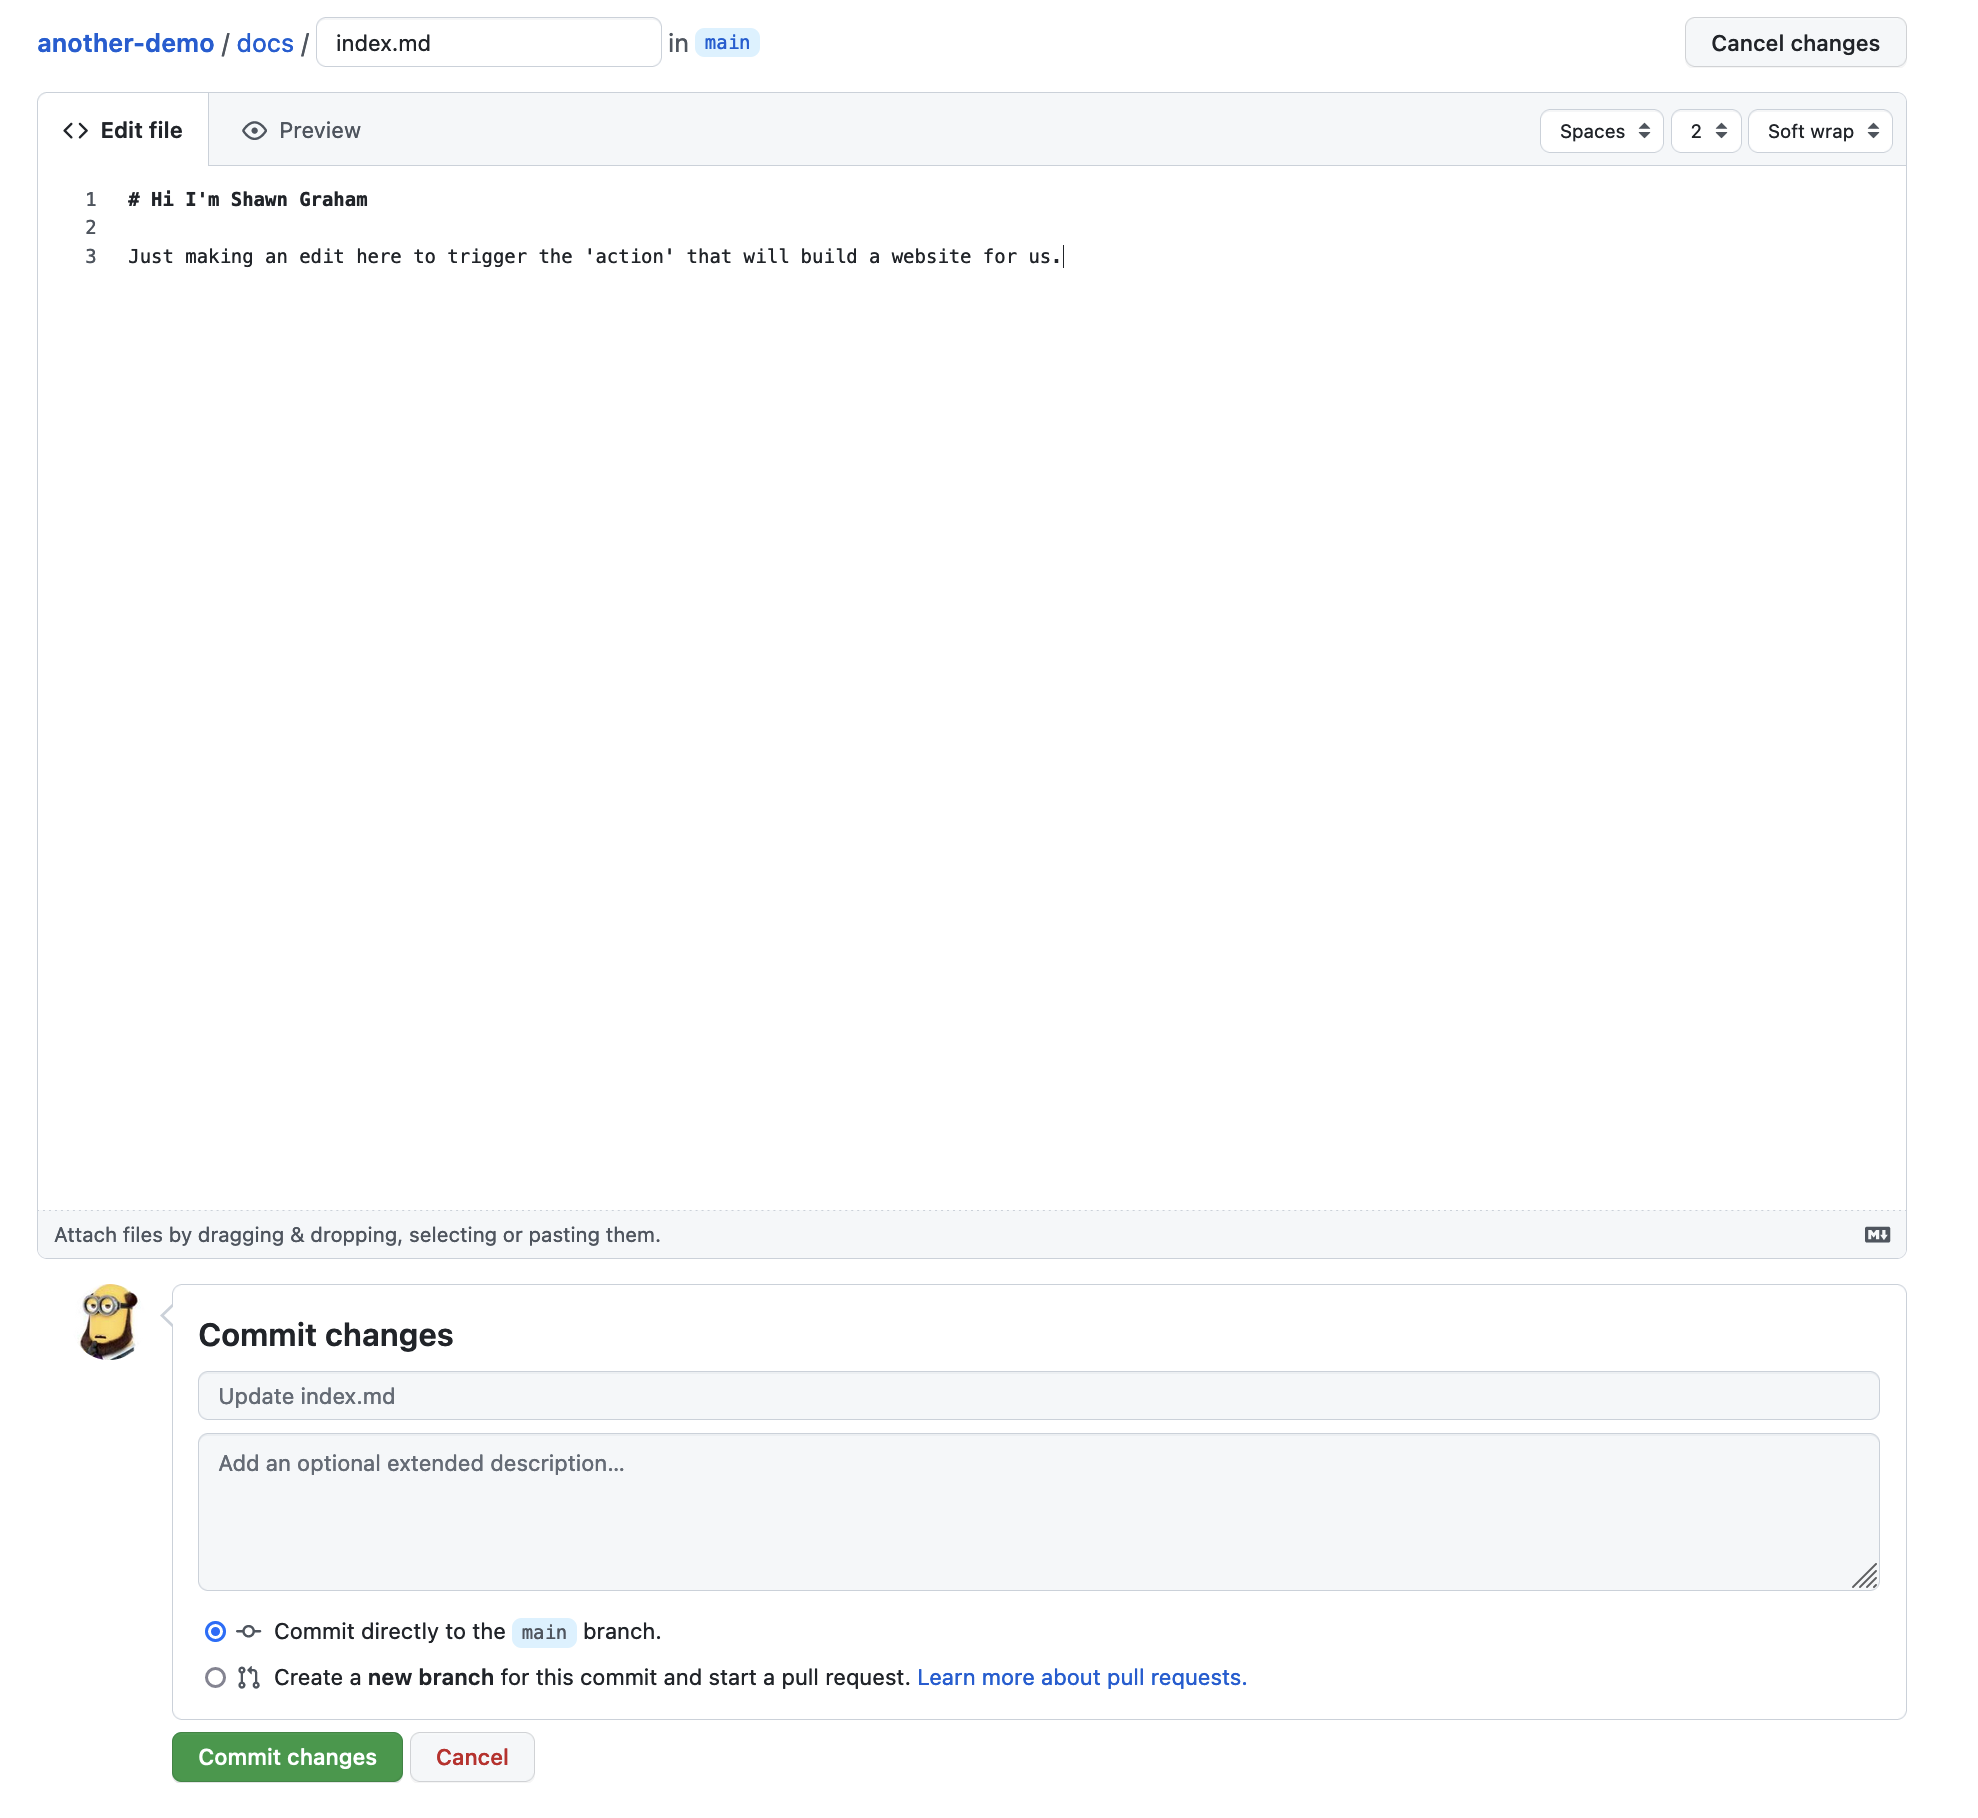 another-demo / docs / index.md in main Cancel changes
Edit file Preview Spaces 2 Soft wrap
1 # Hi I'm Shawn Graham
2
3 Just making an edit here to trigger the 'action' that will build a website for us.
Attach files by dragging & dropping, selecting or pasting them.
Commit changes
Update index.md
Add an optional extended description...
Commit directly to the main branch.
Create a new branch for this commit and start a pull request. Learn more about pull requests.
Commit changes Cancel